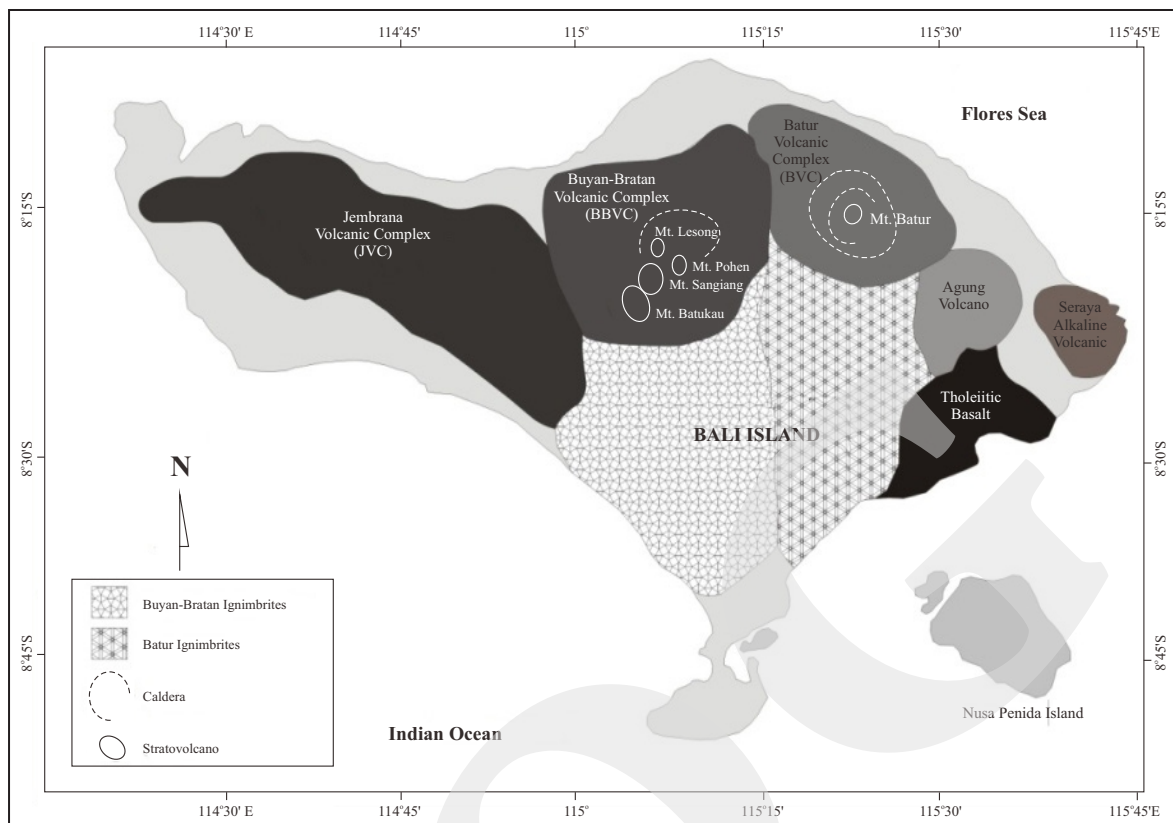 114°30' E
114°45'
115°
115°15'
115°30'
115°45' E
Flores Sea
Batur
Volcanic
Complex
(BVC)
Buyan-Bratan
Volcanic Complex
(BBVC)
8°15'S
8°15'S
Jembrana
Volcanic Complex
(JVC)
Mt. Batur
Mt. Lesong
Mt. Pohen
Mt. Sangiang
Mt. Batukau
Agung
Volcano
Seraya
Alkaline
Volcanic
Tholeiitic
Basalt
BALI ISLAND
8°30'S
8°30'S
N
Buyan-Bratan Ignimbrites
Batur Ignimbrites
Caldera
Stratovolcano
8°45'S
8°45'S
Nusa Penida Island
Indian Ocean
114°30' E
114°45'
115°
115°15'
115°30'
115°45' E